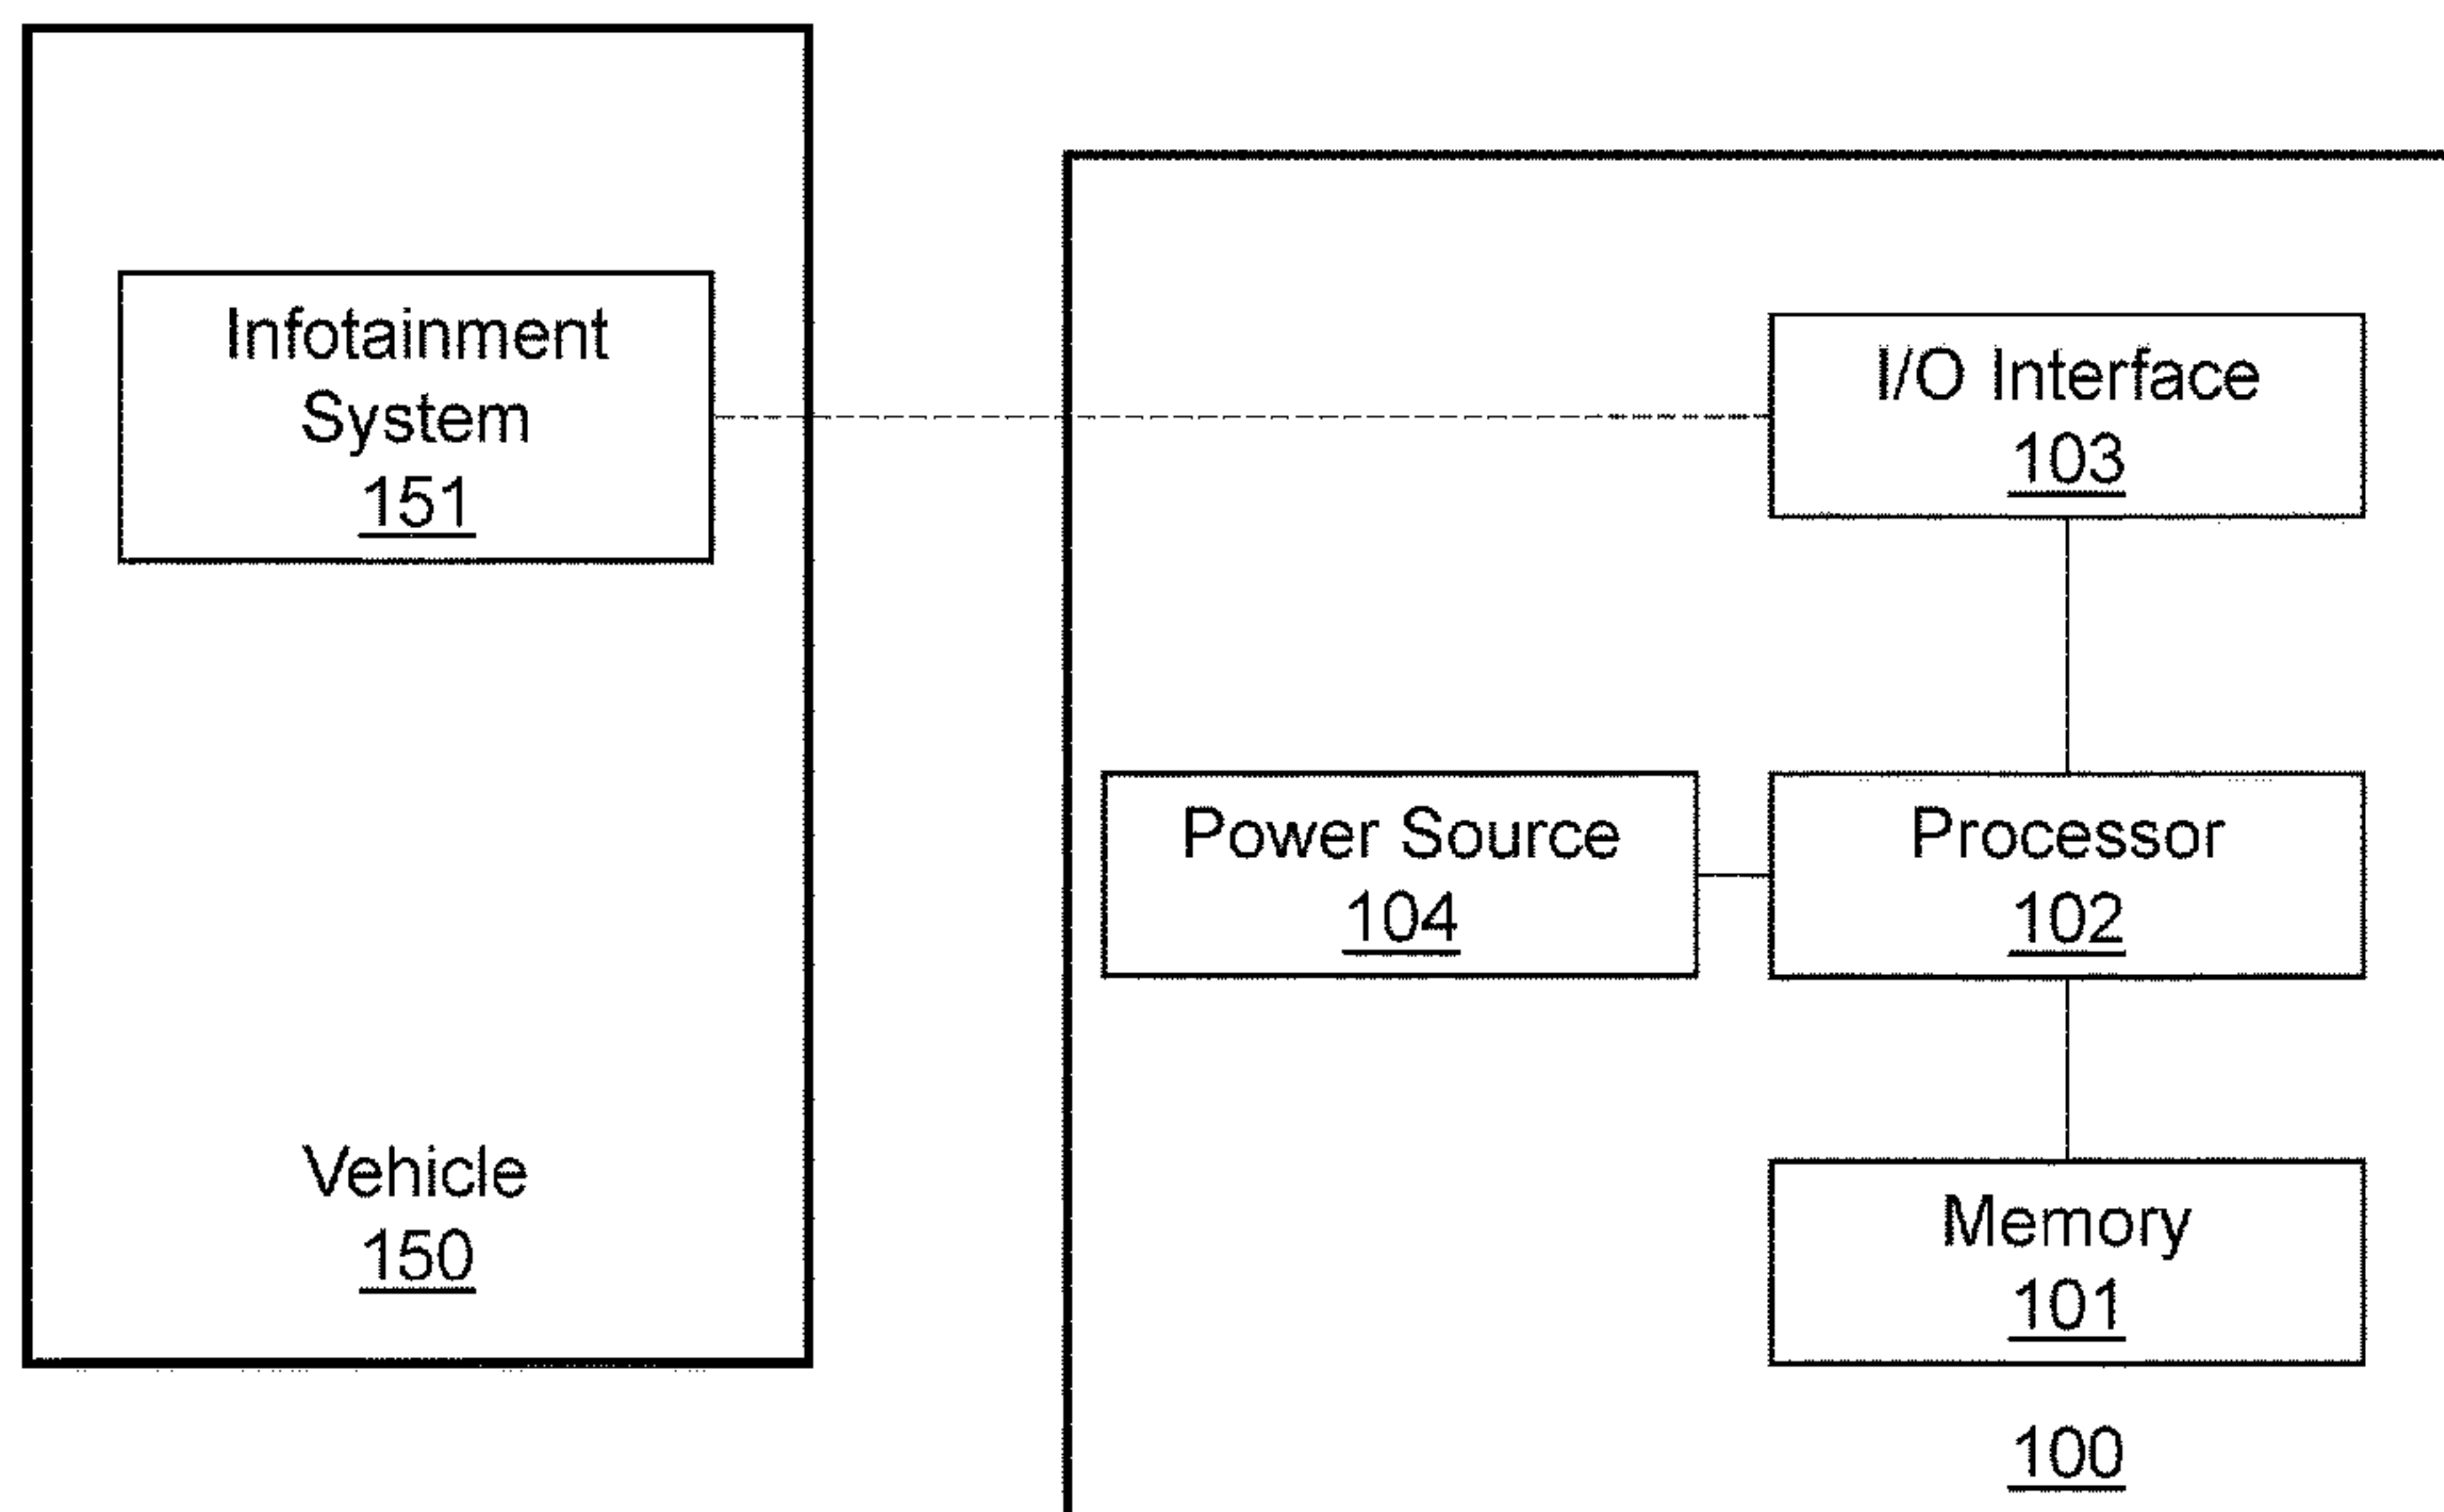 Infotainment
System
151
I/O Interface
103
Power Source
104
Processor
102
Vehicle
150
Memory
101
100